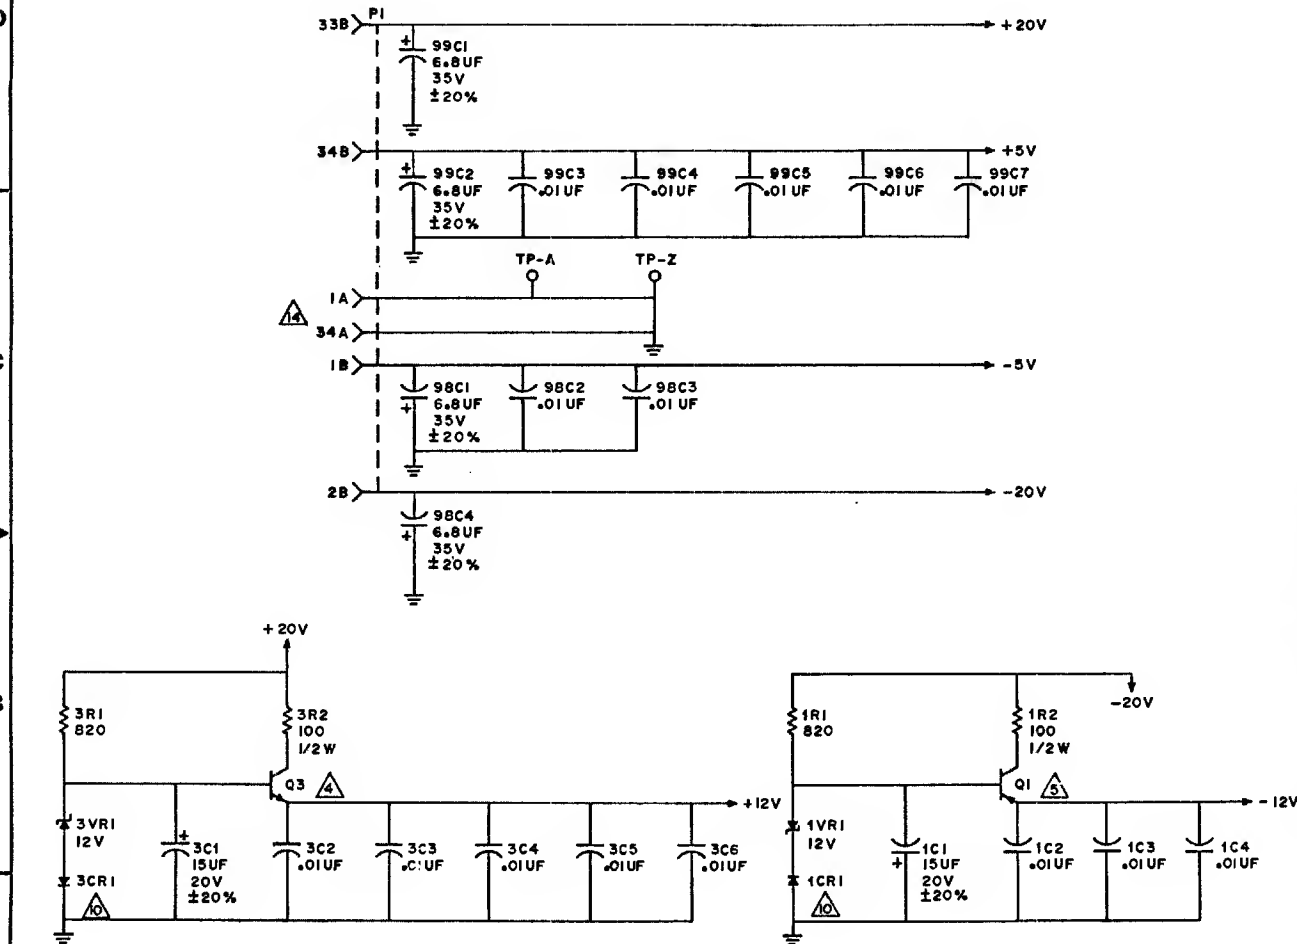 33B P1 +20V
99C1
6.8UF
35V
±20%
34B +5V
99C2 99C3 99C4 99C5 99C6 99C7
6.8UF .01UF .01UF .01UF .01UF .01UF
35V
±20%
TP-A TP-Z
1A
14
34A
1B -5V
98C1 98C2 98C3
6.8UF .01UF .01UF
35V
±20%
2B -20V
98C4
6.8UF
35V
±20%
+20V
3R1 3R2
820 100
1/2W
Q3 4
+12V
3VR1
12V
3C1 3C2 3C3 3C4 3C5 3C6
15UF .01UF .01UF .01UF .01UF .01UF
20V
±20%
3CR1
10
-20V
1R1 1R2
820 100
1/2W
Q1 5
-12V
1VR1
12V
1C1 1C2 1C3 1C4
15UF .01UF .01UF .01UF
20V
±20%
1CR1
10